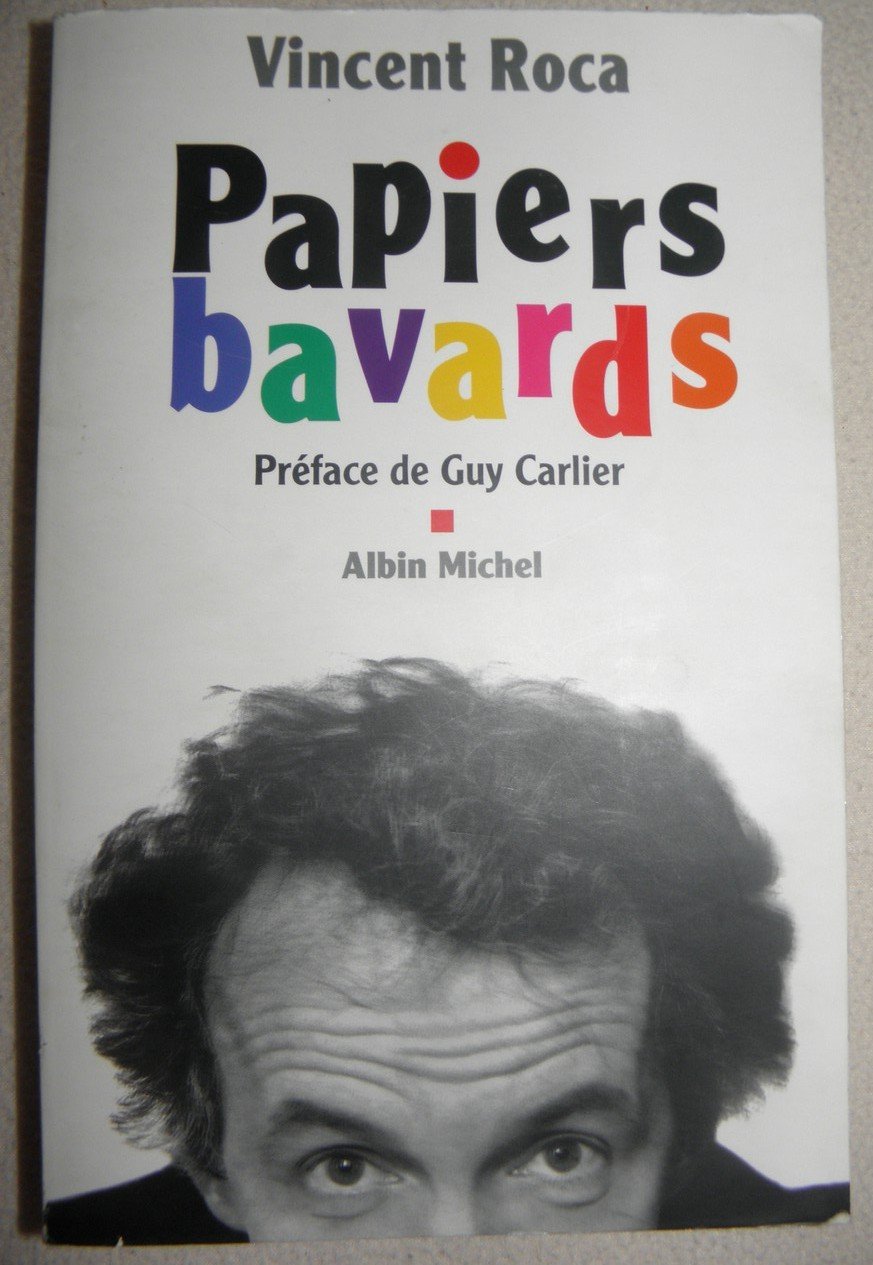 Vincent Roca
Papiers
bavards
Préface de Guy Carlier
Albin Michel